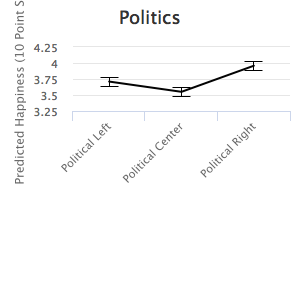 Politics
Predicted Happiness (10 Point S
4.25
4
3.75
3.5
3.25
Political Left
Political Center
Political Right